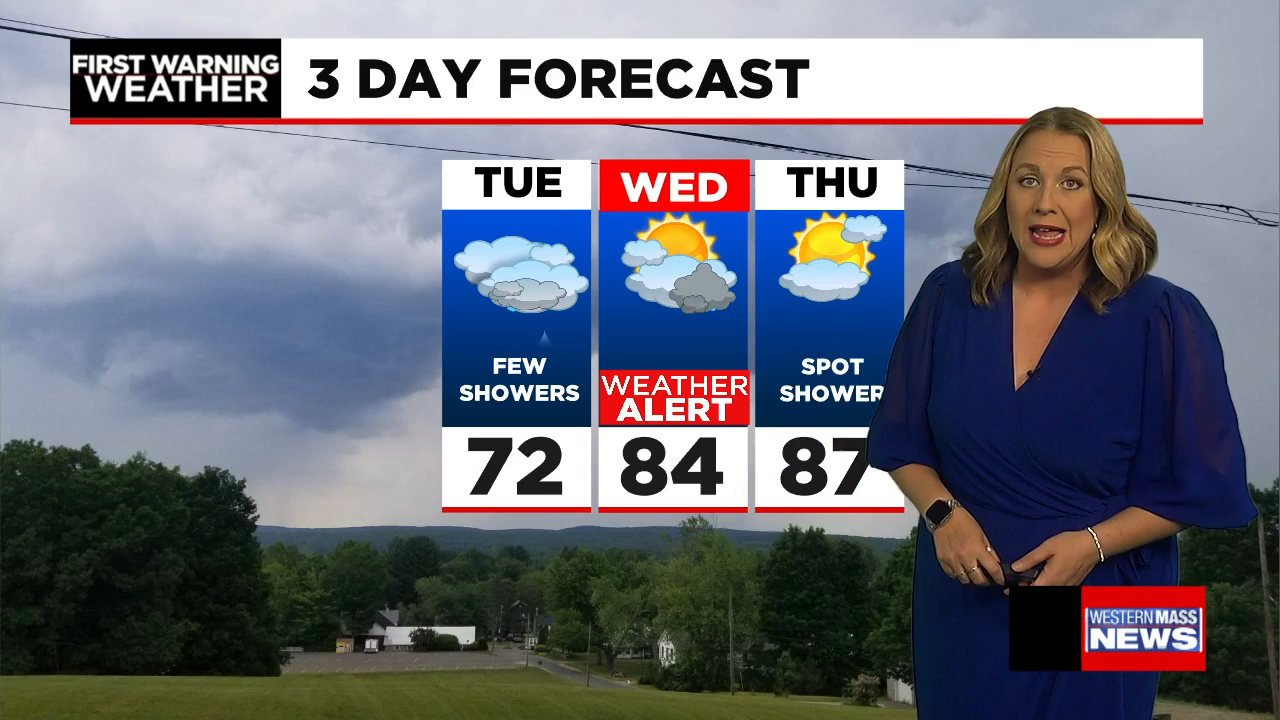 FIRST WARNING
WEATHER
3 DAY FORECAST
TUE
WED
THU
FEW
SHOWERS
WEATHER
ALERT
SPOT
SHOWER
72
84
87
WESTERN MASS
NEWS